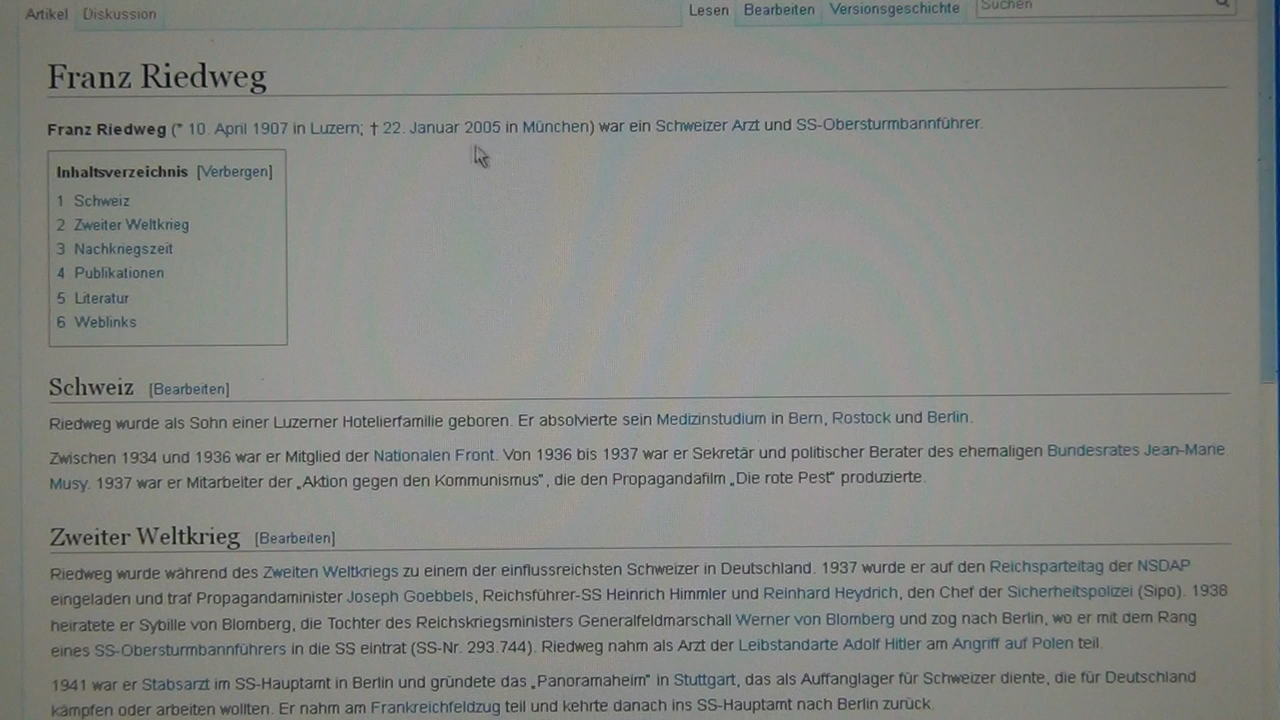 Artikel Diskussion Lesen Bearbeiten Versionsgeschichte Suchen
Franz Riedweg
Franz Riedweg (* 10. April 1907 in Luzern; † 22. Januar 2005 in München) war ein Schweizer Arzt und SS-Obersturmbannführer.
Inhaltsverzeichnis [Verbergen]
1 Schweiz
2 Zweiter Weltkrieg
3 Nachkriegszeit
4 Publikationen
5 Literatur
6 Weblinks
Schweiz [Bearbeiten]
Riedweg wurde als Sohn einer Luzerner Hotelierfamilie geboren. Er absolvierte sein Medizinstudium in Bern, Rostock und Berlin.
Zwischen 1934 und 1936 war er Mitglied der Nationalen Front. Von 1936 bis 1937 war er Sekretär und politischer Berater des ehemaligen Bundesrates Jean-Marie
Musy. 1937 war er Mitarbeiter der „Aktion gegen den Kommunismus“, die den Propagandafilm „Die rote Pest“ produzierte.
Zweiter Weltkrieg [Bearbeiten]
Riedweg wurde während des Zweiten Weltkriegs zu einem der einflussreichsten Schweizer in Deutschland. 1937 wurde er auf den Reichsparteitag der NSDAP
eingeladen und traf Propagandaminister Joseph Goebbels, Reichsführer-SS Heinrich Himmler und Reinhard Heydrich, den Chef der Sicherheitspolizei (Sipo). 1938
heiratete er Sybille von Blomberg, die Tochter des Reichskriegsministers Generalfeldmarschall Werner von Blomberg und zog nach Berlin, wo er mit dem Rang
eines SS-Obersturmbannführers in die SS eintrat (SS-Nr. 293.744). Riedweg nahm als Arzt der Leibstandarte Adolf Hitler am Angriff auf Polen teil.
1941 war er Stabsarzt im SS-Hauptamt in Berlin und gründete das „Panoramaheim“ in Stuttgart, das als Auffanglager für Schweizer diente, die für Deutschland
kämpfen oder arbeiten wollten. Er nahm am Frankreichfeldzug teil und kehrte danach ins SS-Hauptamt nach Berlin zurück.